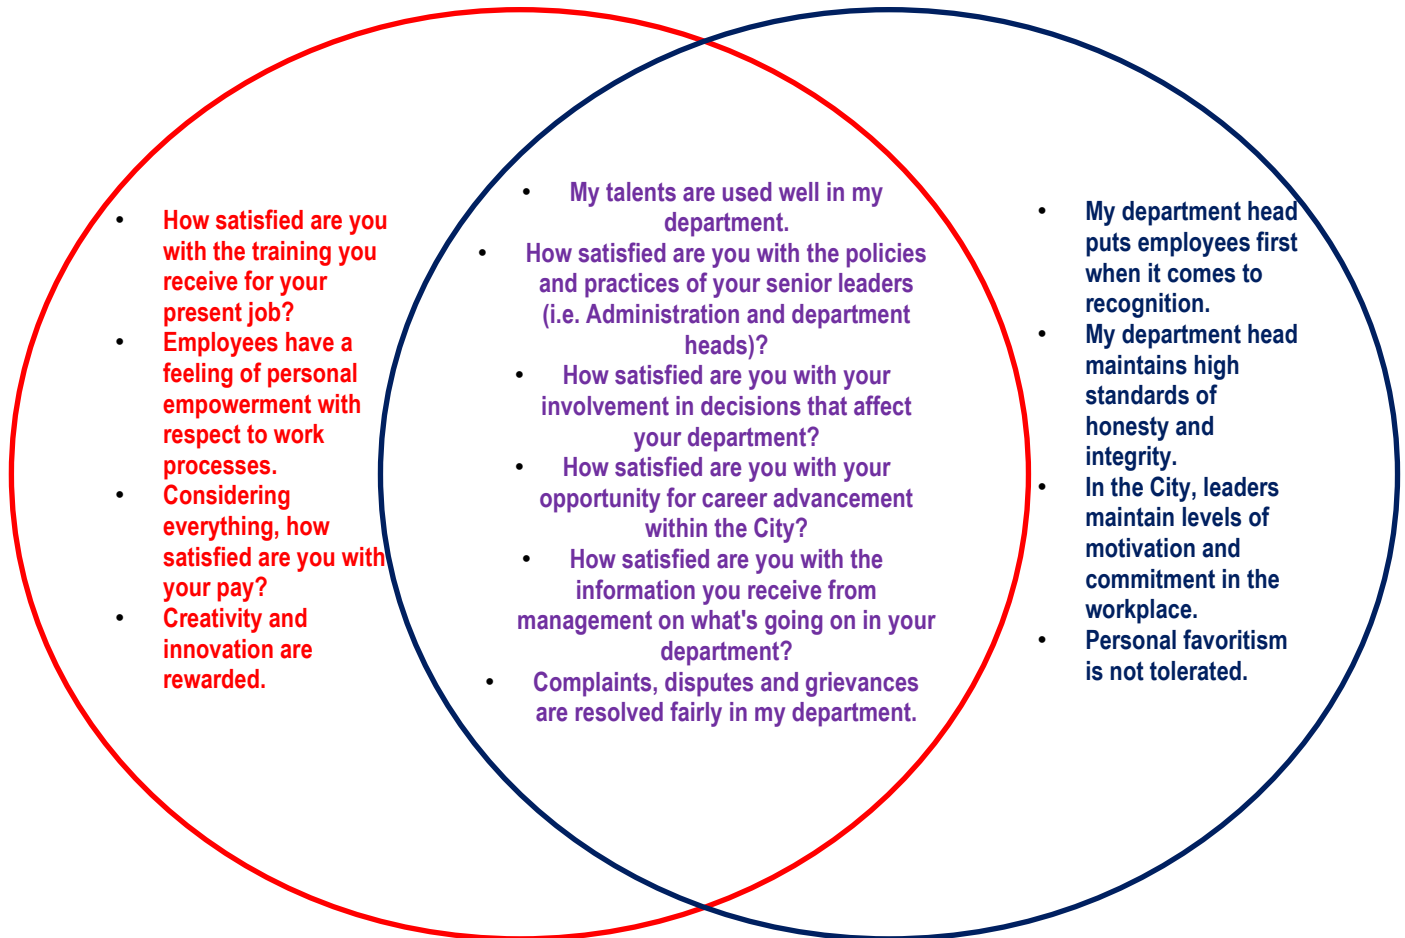 • How satisfied are you
with the training you
receive for your
present job?
• Employees have a
feeling of personal
empowerment with
respect to work
processes.
• Considering
everything, how
satisfied are you with
your pay?
• Creativity and
innovation are
rewarded.
• My talents are used well in my
department.
• How satisfied are you with the policies
and practices of your senior leaders
(i.e. Administration and department
heads)?
• How satisfied are you with your
involvement in decisions that affect
your department?
• How satisfied are you with your
opportunity for career advancement
within the City?
• How satisfied are you with the
information you receive from
management on what's going on in your
department?
• Complaints, disputes and grievances
are resolved fairly in my department.
• My department head
puts employees first
when it comes to
recognition.
• My department head
maintains high
standards of
honesty and
integrity.
• In the City, leaders
maintain levels of
motivation and
commitment in the
workplace.
• Personal favoritism
is not tolerated.